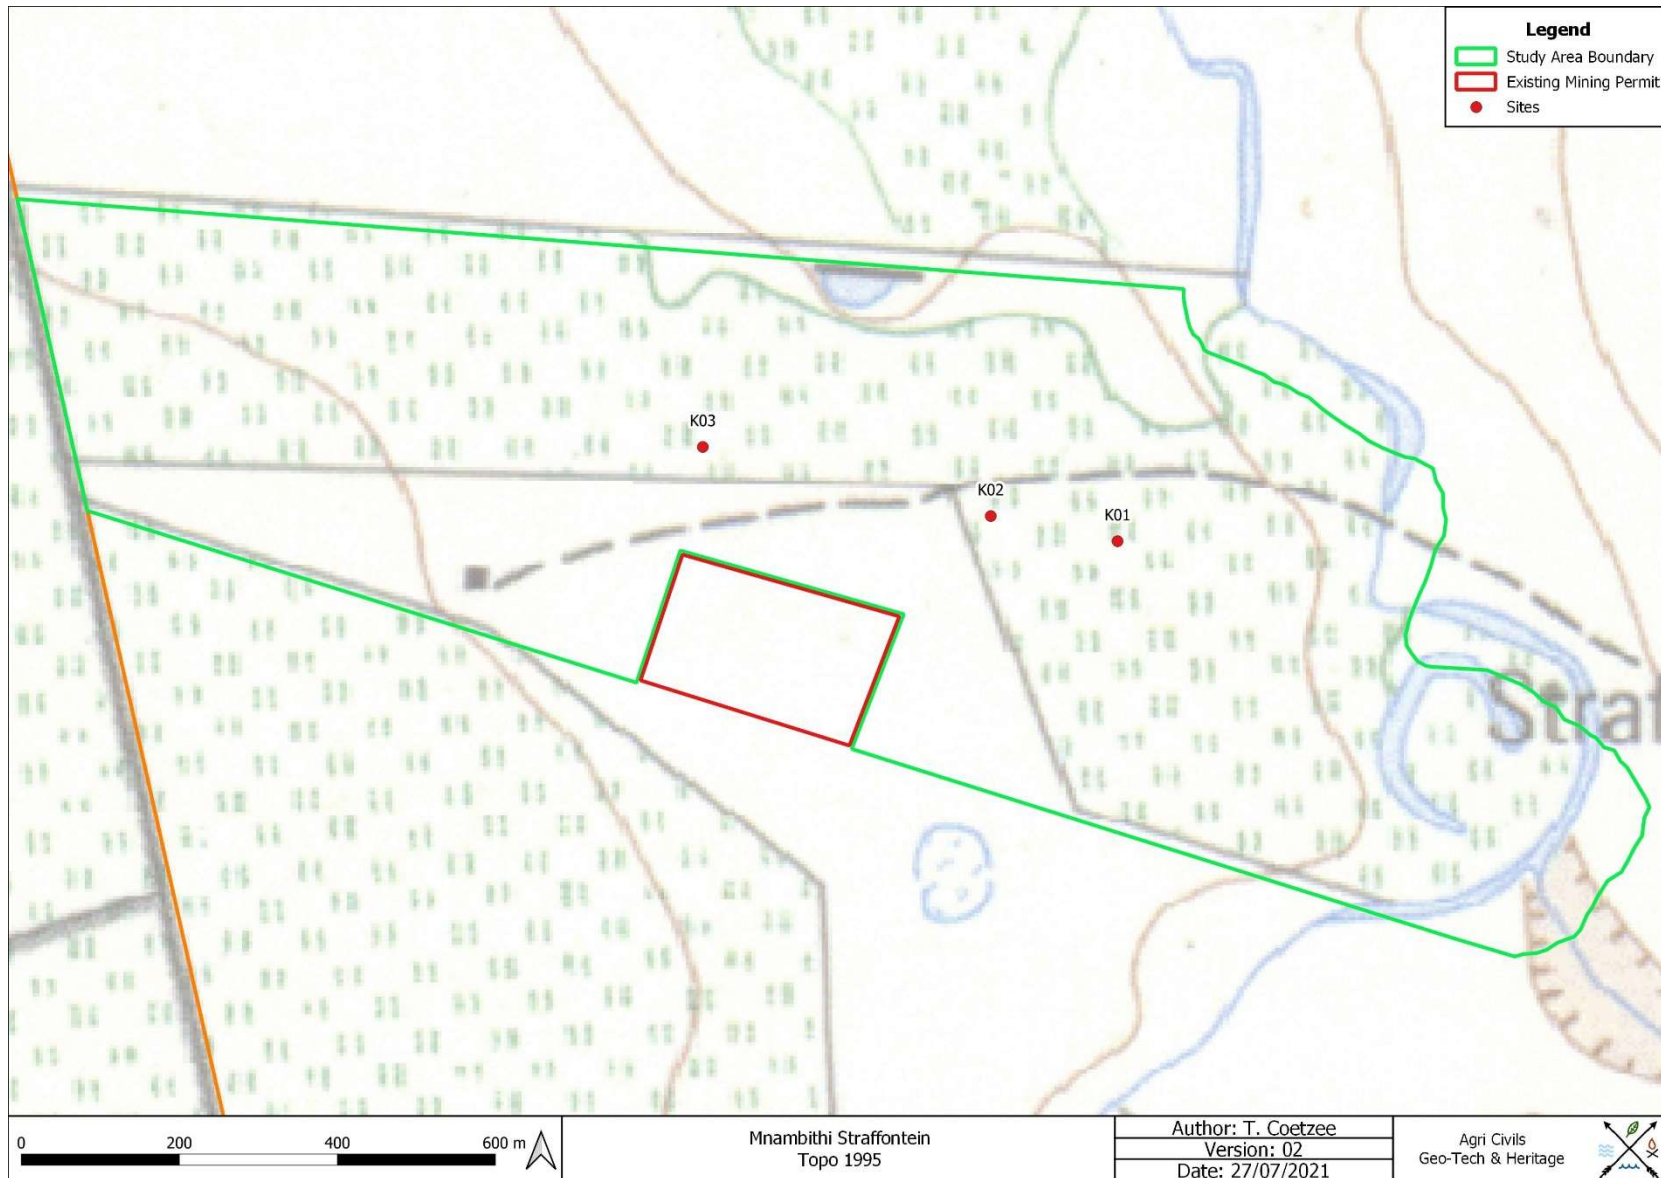 Legend
Study Area Boundary
Existing Mining Permit
Sites
K03
K02
K01
Straf
0 200 400 600 m
Mnambithi Straffontein
Topo 1995
Author: T. Coetzee
Version: 02
Date: 27/07/2021
Agri Civils
Geo-Tech & Heritage